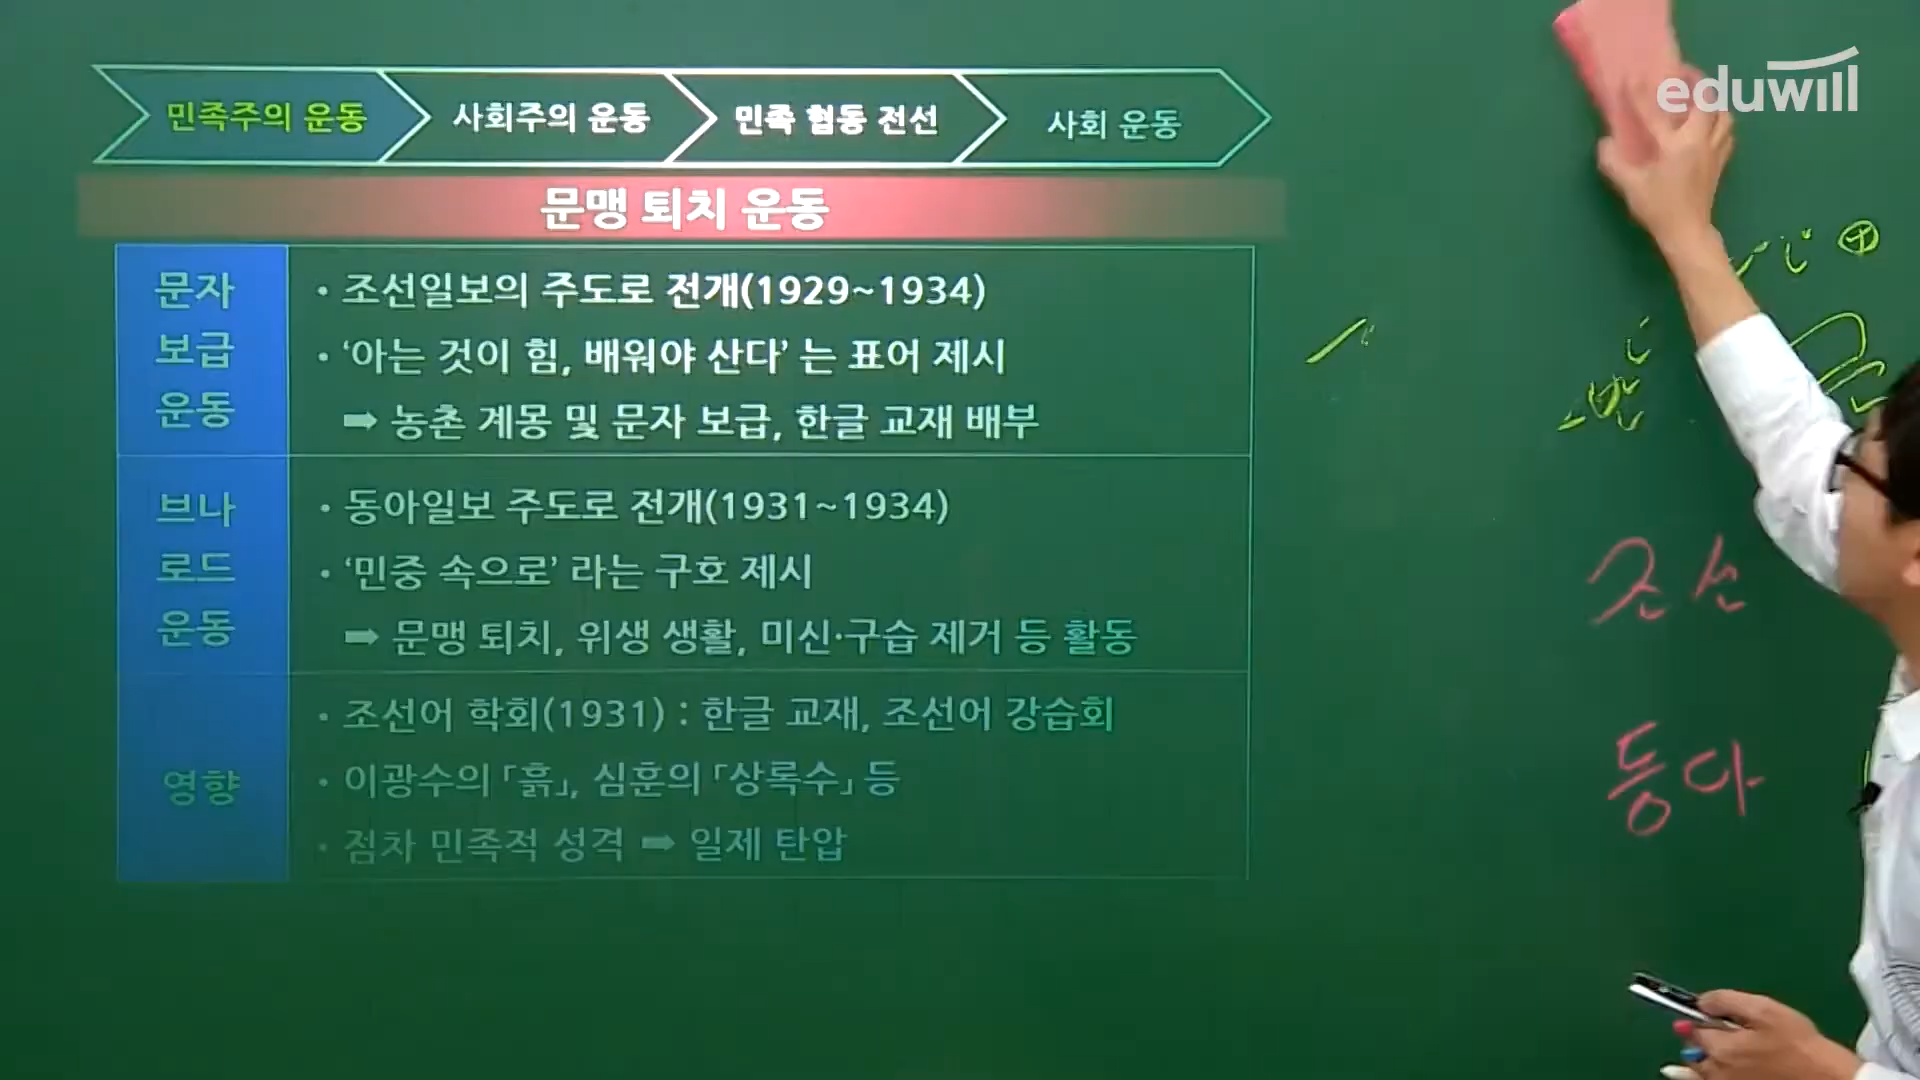 eduwill
민족주의 운동
사회주의 운동
민족 협동 전선
사회 운동
문맹 퇴치 운동
문자
보급
운동
• 조선일보의 주도로 전개(1929~1934)
• ‘아는 것이 힘, 배워야 산다’ 는 표어 제시
➡ 농촌 계몽 및 문자 보급, 한글 교재 배부
브나
로드
운동
• 동아일보 주도로 전개(1931~1934)
• ‘민중 속으로’ 라는 구호 제시
➡ 문맹 퇴치, 위생 생활, 미신·구습 제거 등 활동
영향
• 조선어 학회(1931) : 한글 교재, 조선어 강습회
• 이광수의 「흙」, 심훈의 「상록수」 등
• 점차 민족적 성격 ➡ 일제 탄압
조선